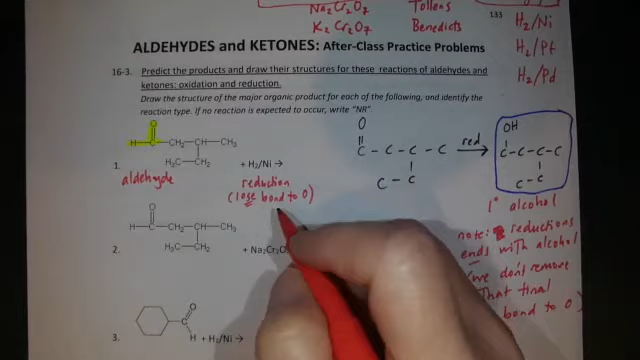 Na₂Cr₂O₇ Tollens
K₂Cr₂O₇ Benedicts
133
H₂/Ni
H₂/Pt
H₂/Pd
ALDEHYDES and KETONES: After-Class Practice Problems
16-3. Predict the products and draw their structures for these reactions of aldehydes and
ketones: oxidation and reduction.
Draw the structure of the major organic product for each of the following, and identify the
reaction type. If no reaction is expected to occur, write "NR".
O
H-C-CH₂-CH-CH₃
H₃C-CH₂
1. + H₂/Ni →
aldehyde
reduction
(lose bond to O)
O
C - C - C - C
C - C
red
OH
C-C-C-C
C-C
1° alcohol
note: reductions
ends with alcohol
(we don't remove
that final
bond to O)
O
H-C-CH₂-CH-CH₃
H₃C-CH₂
2. + Na₂Cr₂O
O
C
H
3. + H₂/Ni →